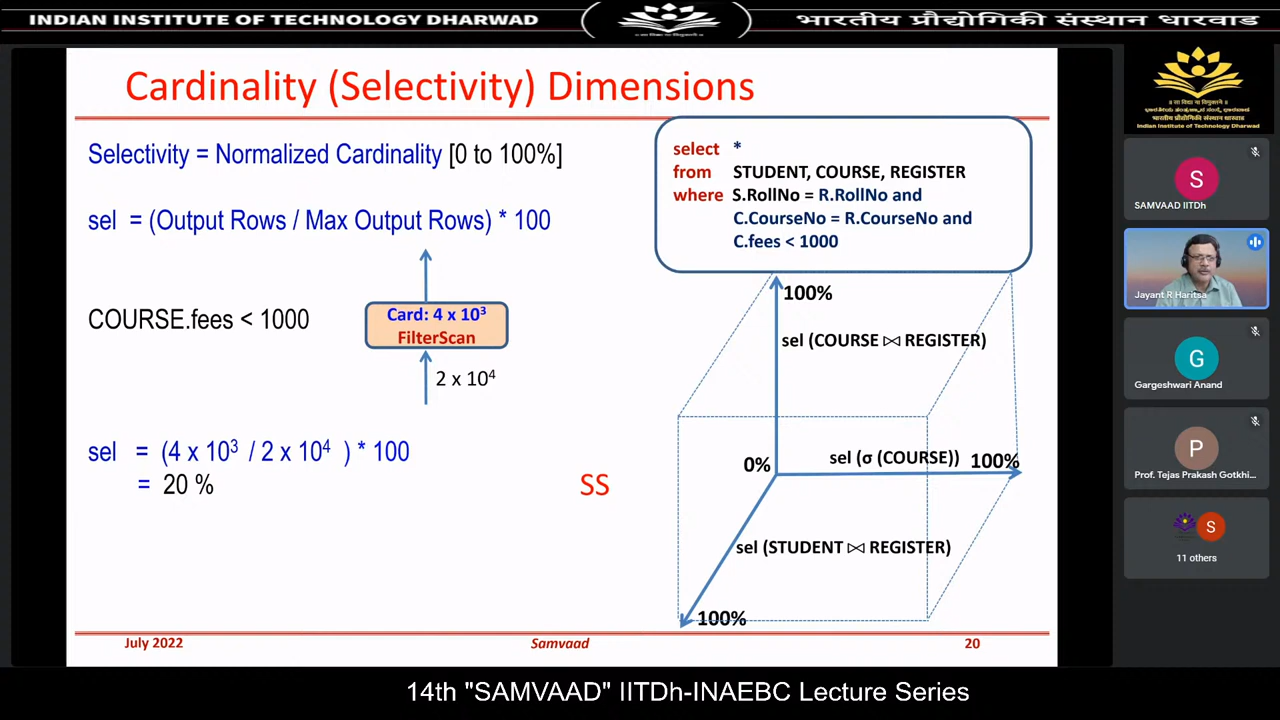 INDIAN INSTITUTE OF TECHNOLOGY DHARWAD
भारतीय प्रौद्योगिकी संस्थान धारवाड
Cardinality (Selectivity) Dimensions
Selectivity = Normalized Cardinality [0 to 100%]
sel = (Output Rows / Max Output Rows) * 100
COURSE.fees < 1000
Card: 4 x 10³
FilterScan
2 x 10⁴
sel = (4 x 10³ / 2 x 10⁴ ) * 100
= 20 %
SS
select *
from STUDENT, COURSE, REGISTER
where S.RollNo = R.RollNo and
C.CourseNo = R.CourseNo and
C.fees < 1000
100%
sel (COURSE ⋈ REGISTER)
0%
sel (σ (COURSE))
100%
sel (STUDENT ⋈ REGISTER)
100%
July 2022
Samvaad
20
भारतीय प्रौद्योगिकी संस्थान धारवाड
Indian Institute of Technology Dharwad
S
SAMVAAD IITDh
Jayant R Haritsa
G
Gargeshwari Anand
P
Prof. Tejas Prakash Gotkhi...
S
11 others
14th "SAMVAAD" IITDh-INAEBC Lecture Series